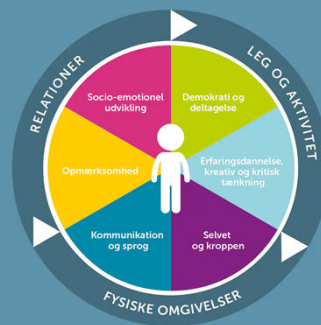 RELATIONER
LEG OG AKTIVITET
Socio-emotionel
udvikling
Demokrati og
deltagelse
Opmærksomhed
Erfaringsdannelse,
kreativ og kritisk
tænkning
Kommunikation
og sprog
Selvet
og kroppen
FYSISKE OMGIVELSER